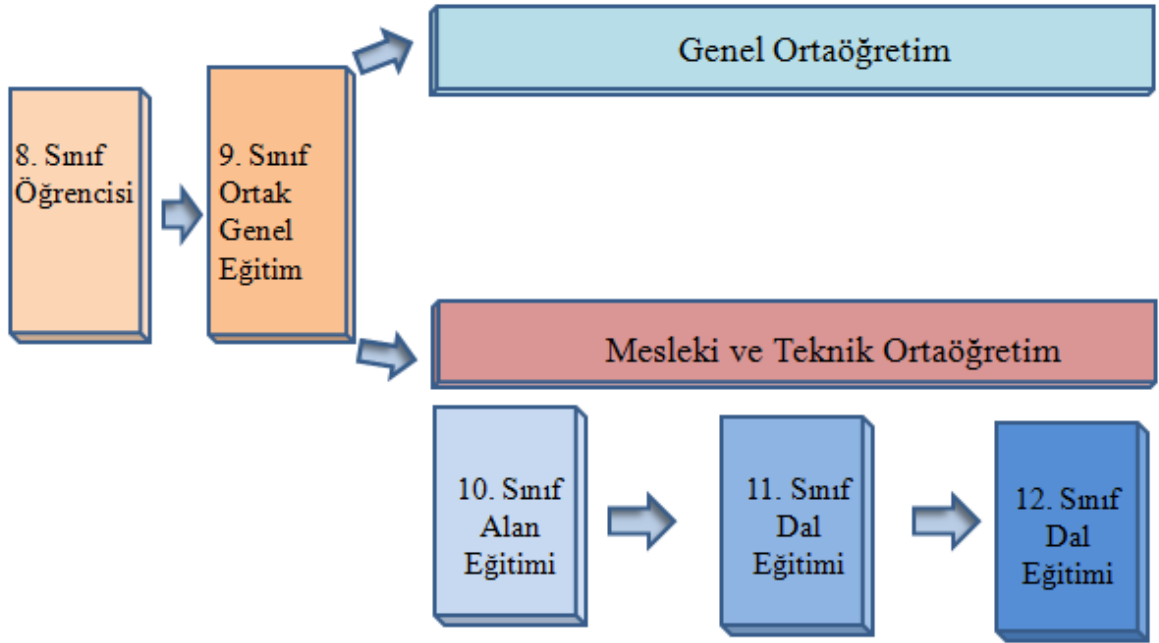 Genel Ortaöğretim
8. Sınıf
Öğrencisi
9. Sınıf
Ortak
Genel
Eğitim
Mesleki ve Teknik Ortaöğretim
10. Sınıf
Alan
Eğitimi
11. Sınıf
Dal
Eğitimi
12. Sınıf
Dal
Eğitimi